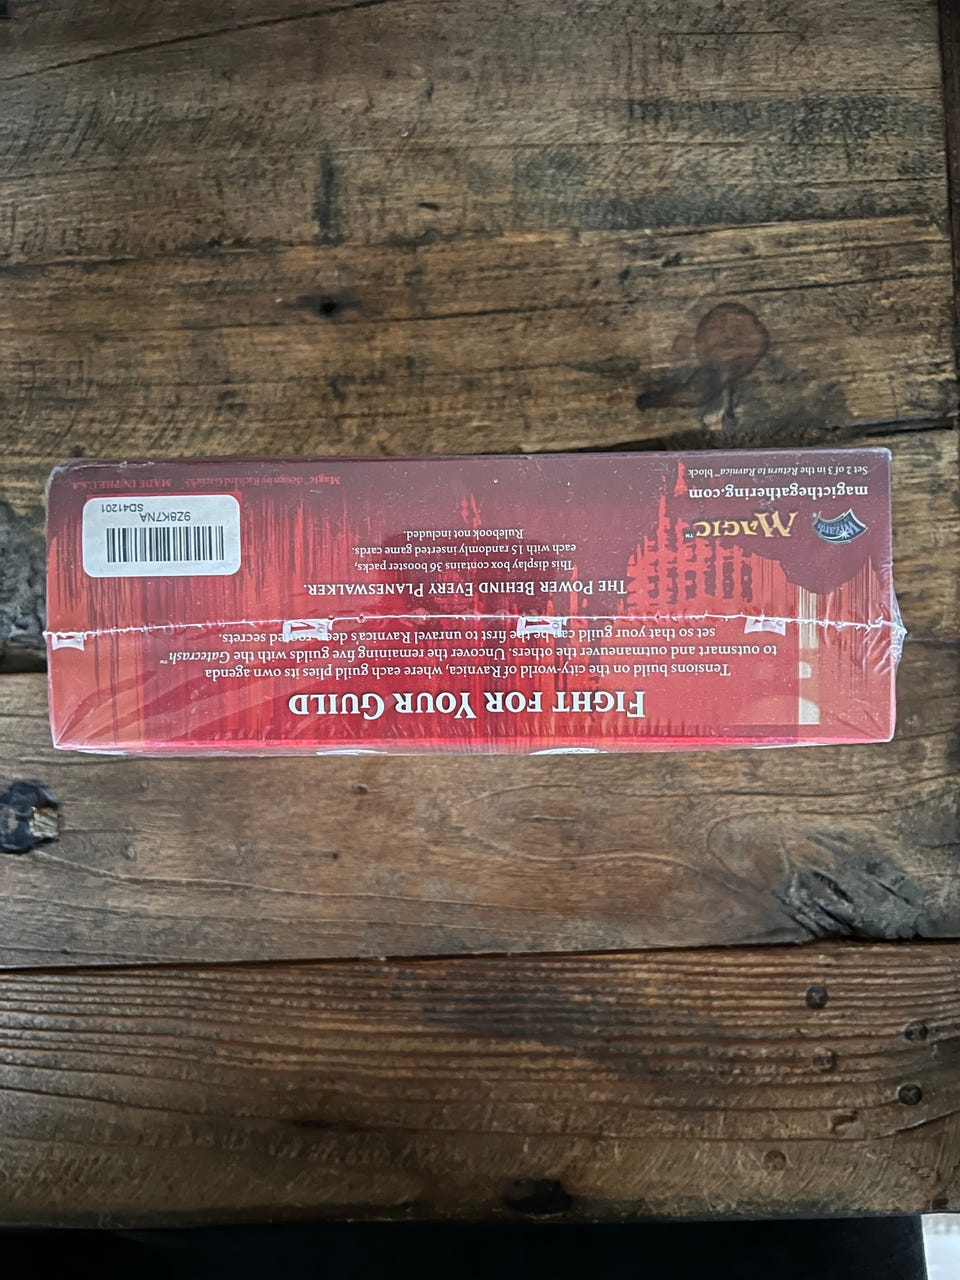 FIGHT FOR YOUR GUILD
Tensions build on the city-world of Ravnica, where each guild plies its own agenda
to outsmart and outmaneuver the others. Uncover the remaining five guilds with the Gatecrash™
set so that your guild can be the first to unravel Ravnica's deep-rooted secrets.
THE POWER BEHIND EVERY PLANESWALKER.
This display box contains 36 booster packs,
each with 15 randomly inserted game cards.
Rulebook not included.
Wizards
MAGIC™
magicthegathering.com
Set 2 of 3 in the Return to Ravnica™ block
9Z8K7NA
SD41201
Magic™ design by Richard Garfield.
MADE IN THE U.S.A.